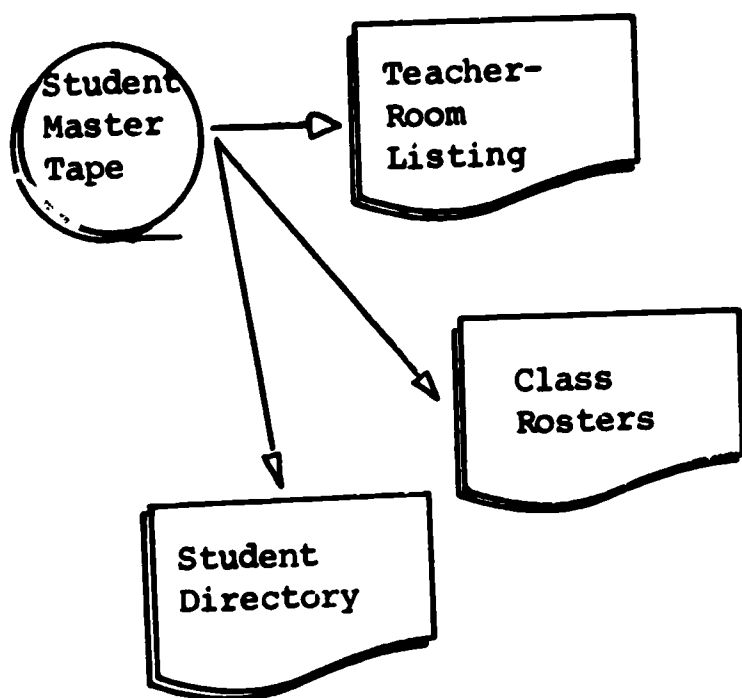 Student
Master
Tape
Teacher-
Room
Listing
Class
Rosters
Student
Directory